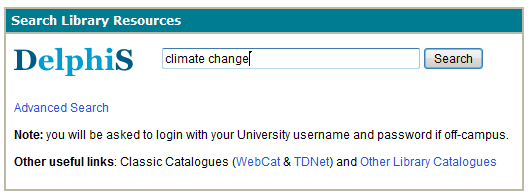 Search Library Resources
DelphiS climate change Search
Advanced Search
Note: you will be asked to login with your University username and password if off-campus.
Other useful links: Classic Catalogues (WebCat & TDNet) and Other Library Catalogues